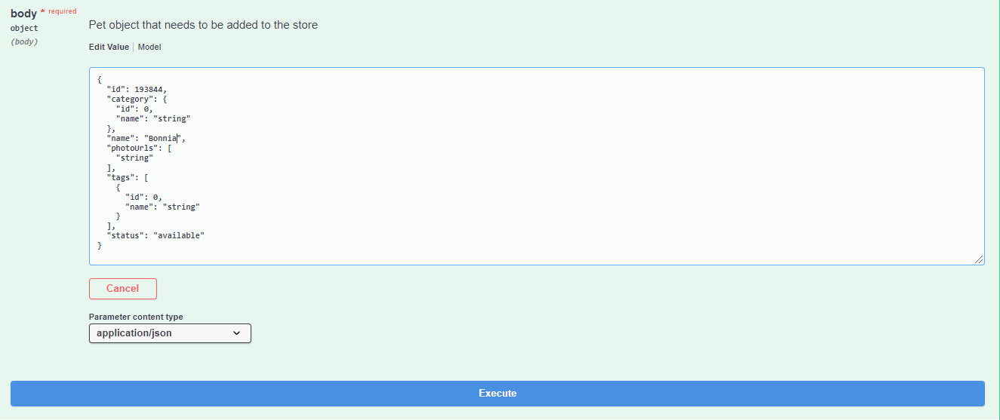 body * required
object
(body)
Pet object that needs to be added to the store
Edit Value | Model
{
  "id": 193844,
  "category": {
    "id": 0,
    "name": "string"
  },
  "name": "Bonnia",
  "photoUrls": [
    "string"
  ],
  "tags": [
    {
      "id": 0,
      "name": "string"
    }
  ],
  "status": "available"
}
Cancel
Parameter content type
application/json
Execute